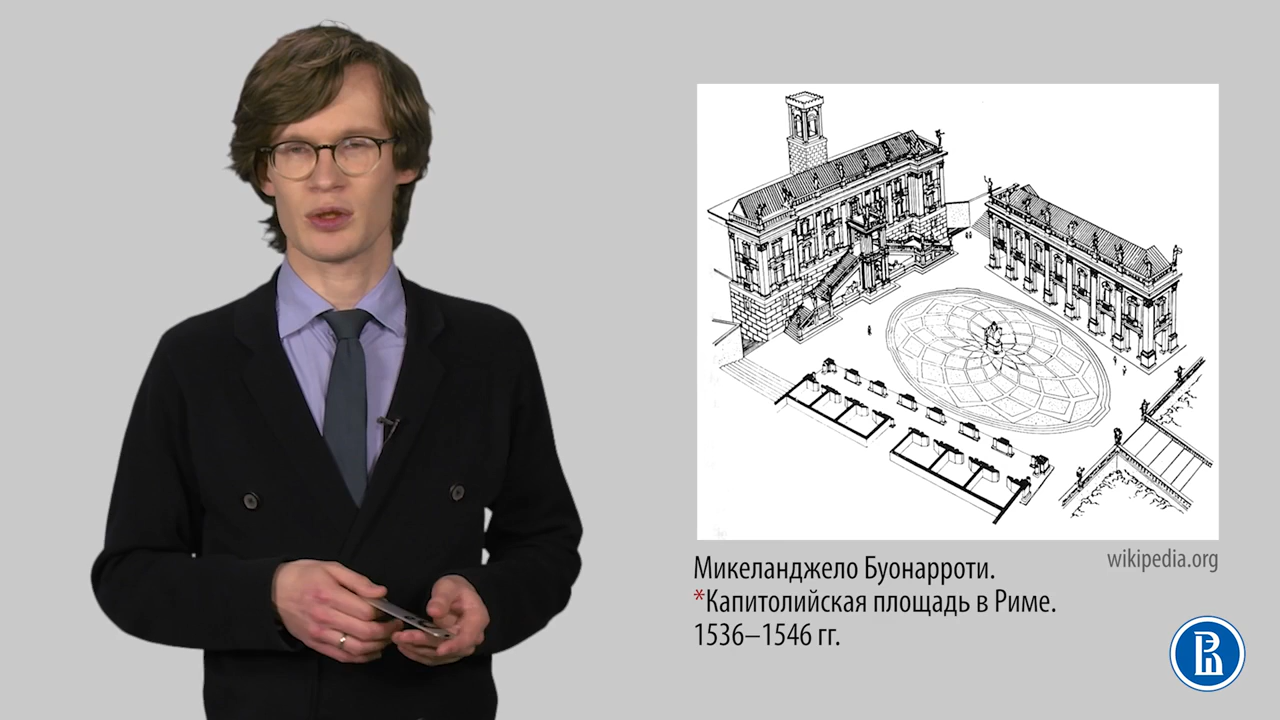 wikipedia.org
Микеланджело Буонарроти.
*Капитолийская площадь в Риме.
1536–1546 гг.